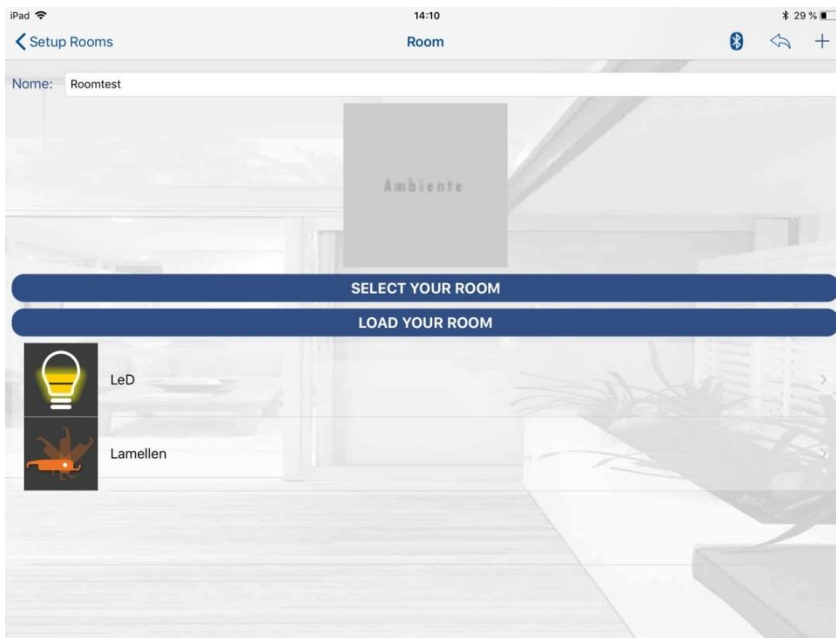 iPad 14:10 29 %
Setup Rooms Room
Nome: Roomtest
Ambiente
SELECT YOUR ROOM
LOAD YOUR ROOM
LeD
Lamellen